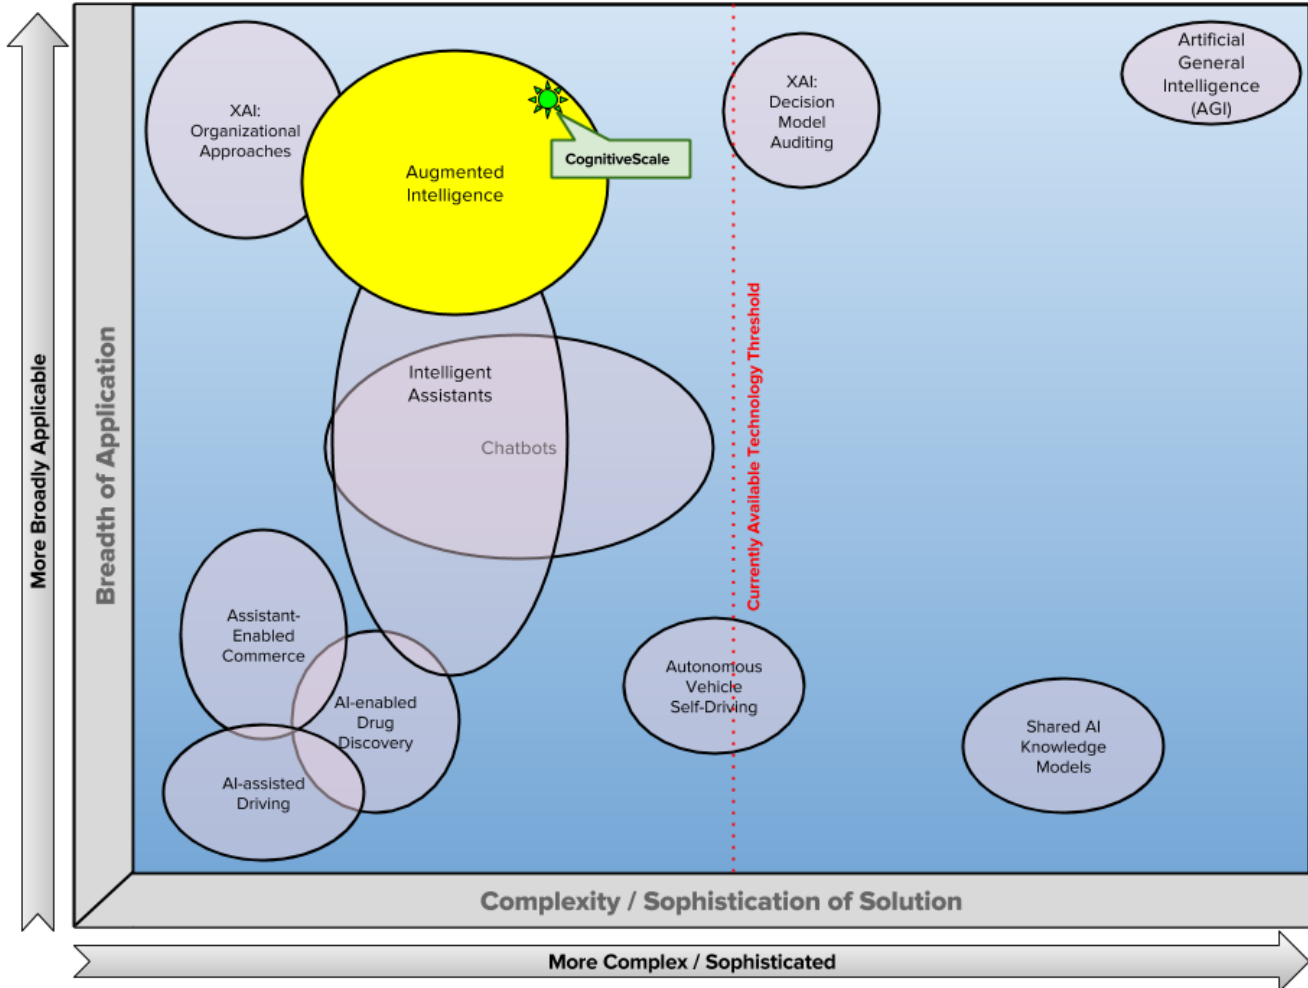 XAI:
Organizational
Approaches
Augmented
Intelligence
CognitiveScale
XAI:
Decision
Model
Auditing
Artificial
General
Intelligence
(AGI)
Intelligent
Assistants
Chatbots
Currently Available Technology Threshold
More Broadly Applicable
Breadth of Application
Assistant-
Enabled
Commerce
AI-enabled
Drug
Discovery
AI-assisted
Driving
Autonomous
Vehicle
Self-Driving
Shared AI
Knowledge
Models
Complexity / Sophistication of Solution
More Complex / Sophisticated